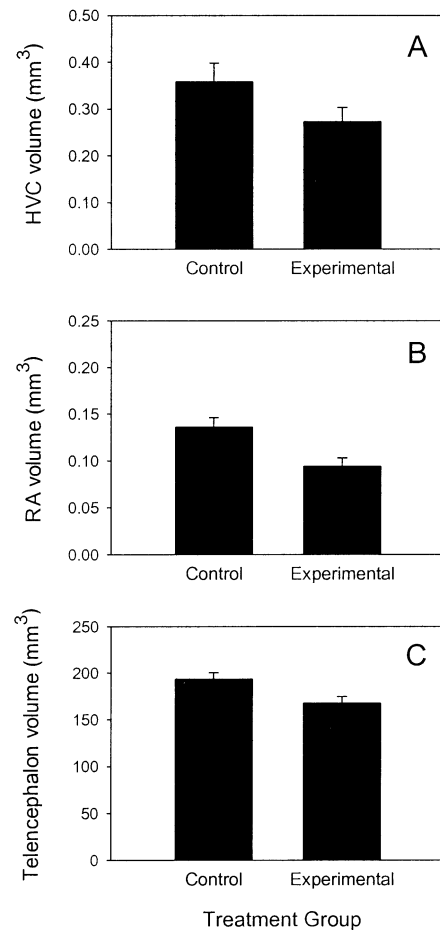 A
HVC volume (mm3)
0.50
0.40
0.30
0.20
0.10
0.00
Control Experimental
B
RA volume (mm3)
0.25
0.20
0.15
0.10
0.05
0.00
Control Experimental
C
Telencephalon volume (mm3)
250
200
150
100
50
0
Control Experimental
Treatment Group